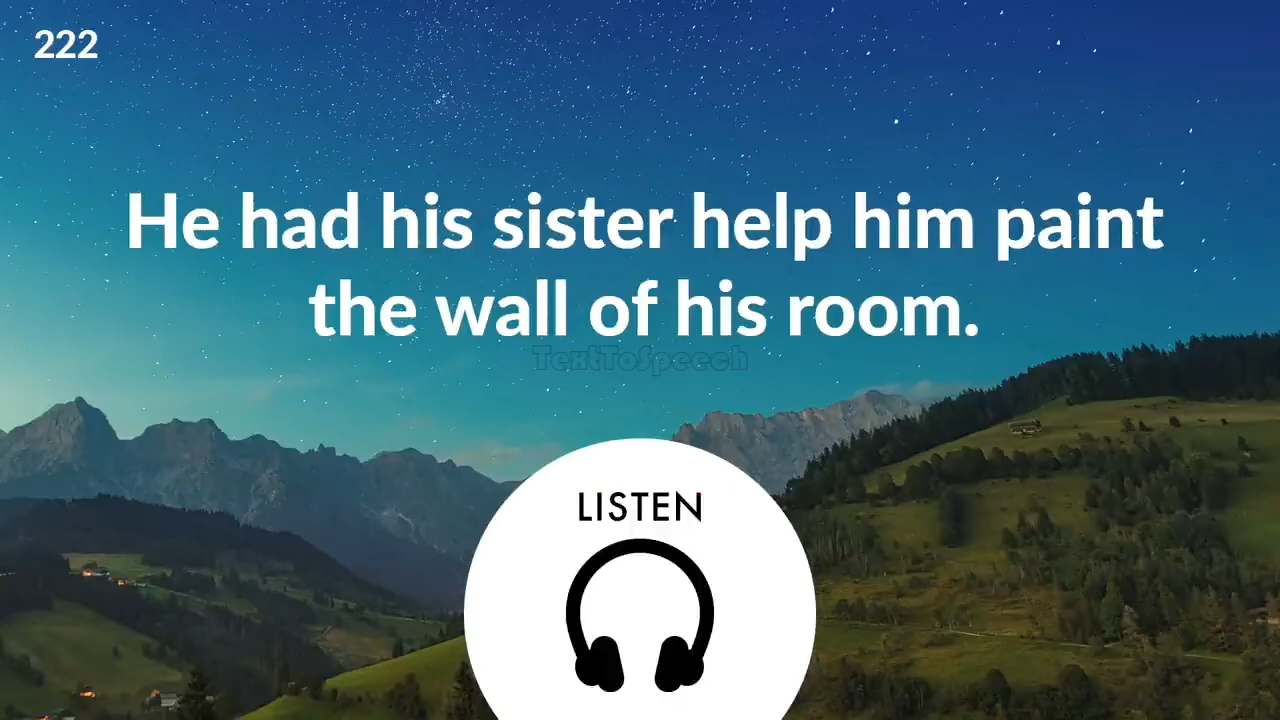 222
He had his sister help him paint
the wall of his room.
TextToSpeech
LISTEN